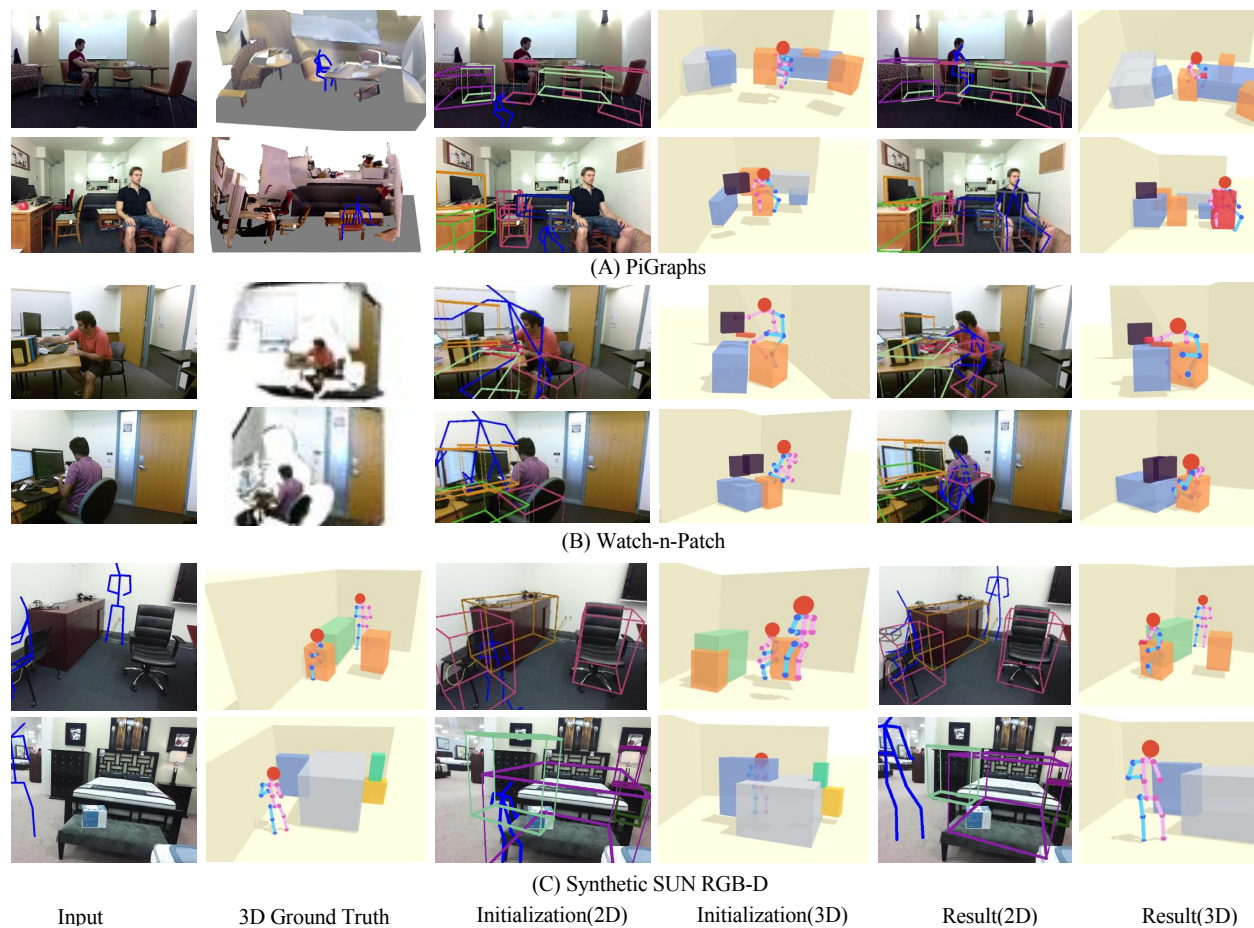 (A) PiGraphs
(B) Watch-n-Patch
(C) Synthetic SUN RGB-D
Input 3D Ground Truth Initialization(2D) Initialization(3D) Result(2D) Result(3D)